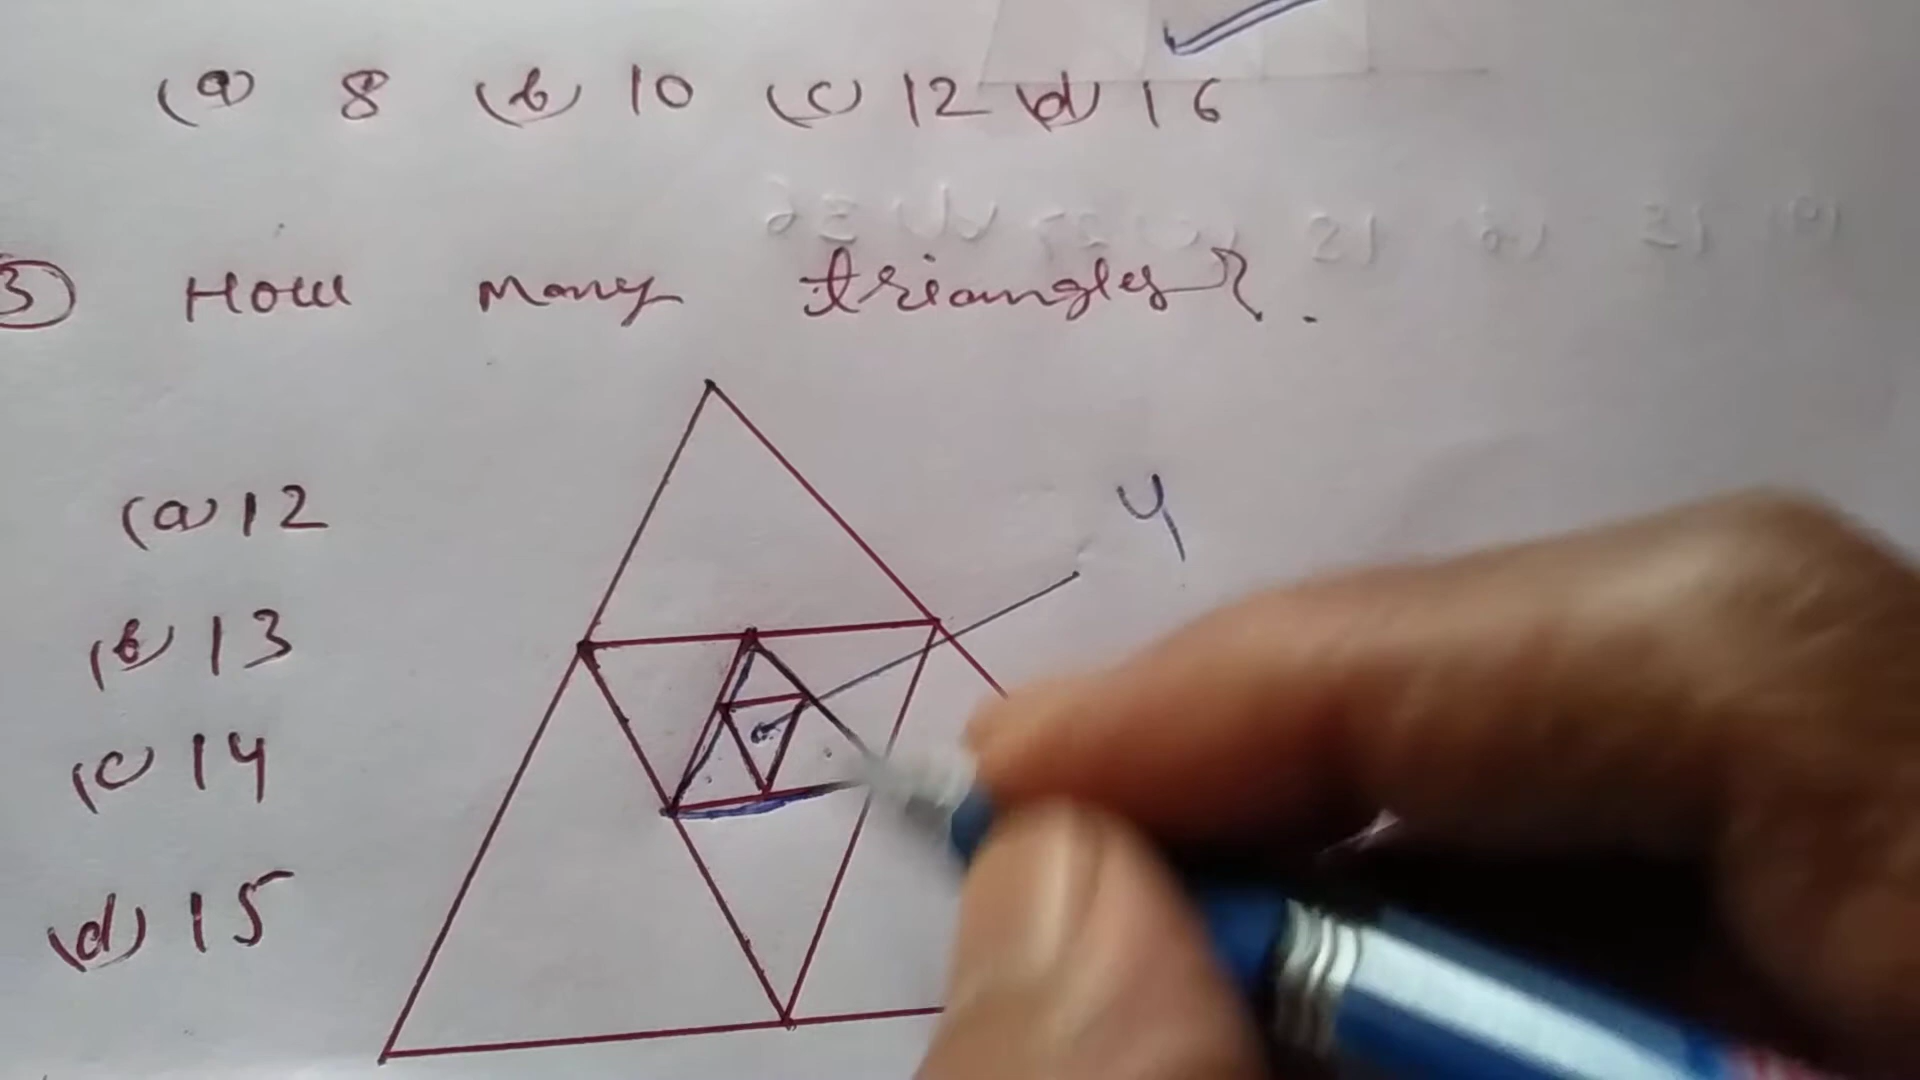 (a) 8 (b) 10 (c) 12 (d) 16
3 How many triangles?.
4
(a) 12
(b) 13
(c) 14
(d) 15